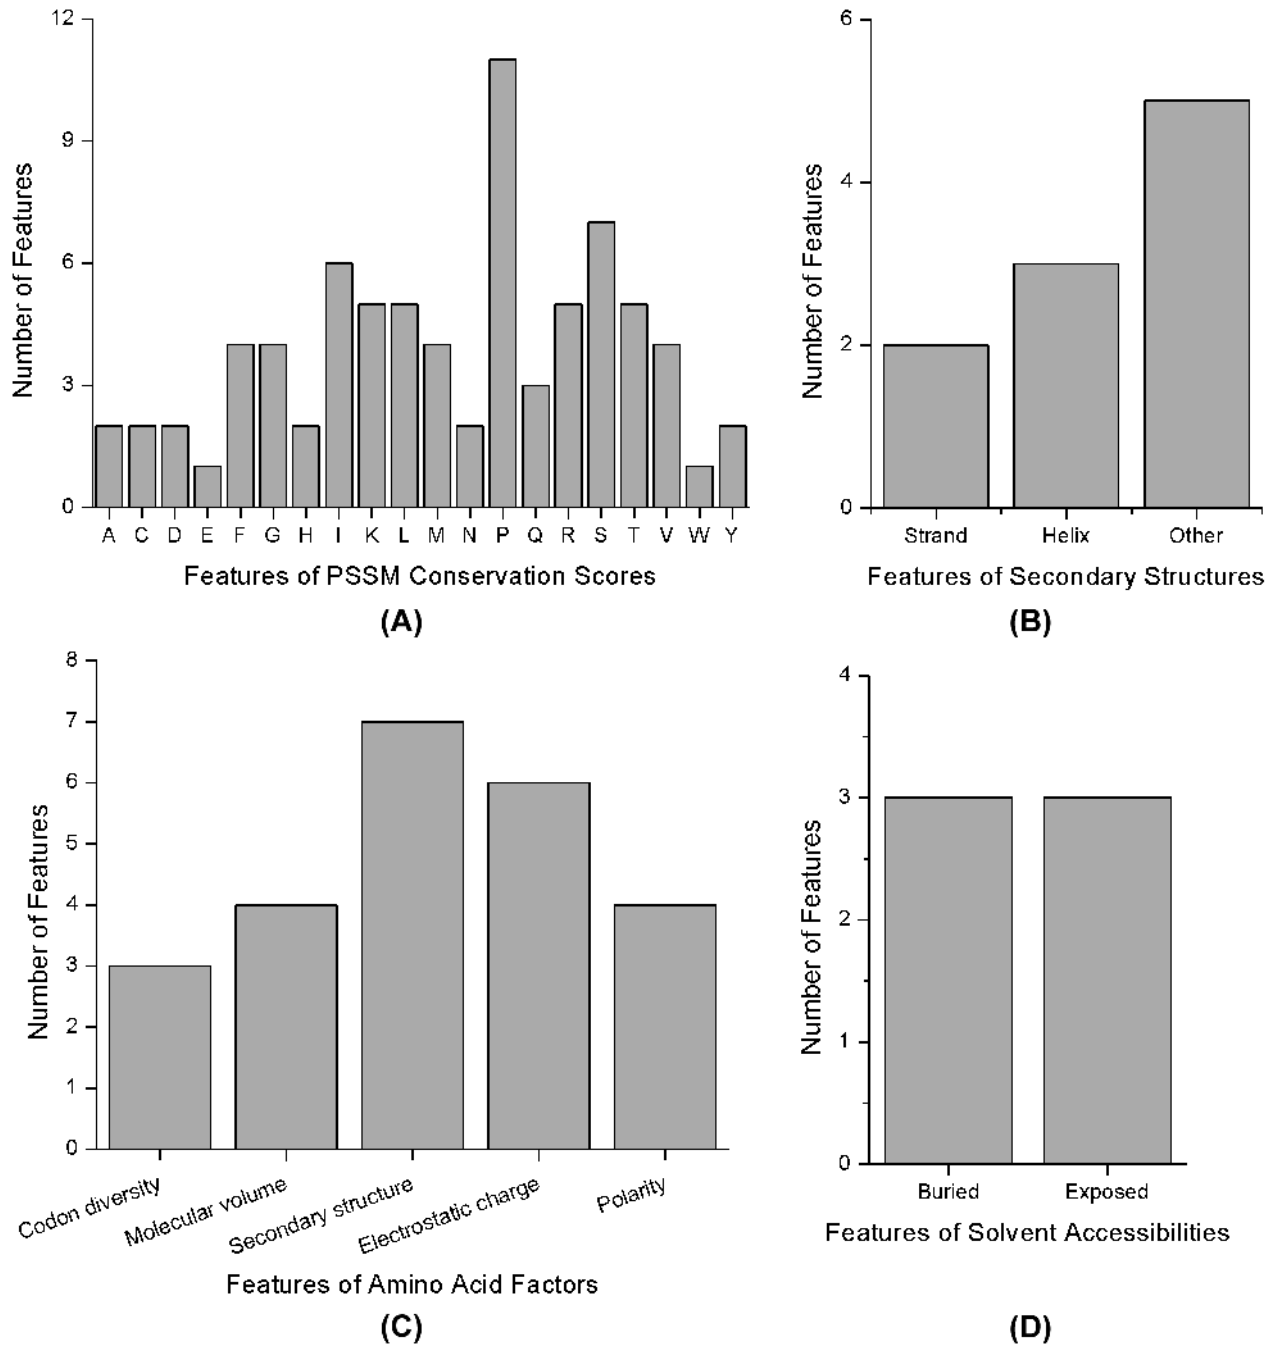 12
9
6
3
0
Number of Features
A C D E F G H I K L M N P Q R S T V W Y
Features of PSSM Conservation Scores
(A)
6
4
2
0
Number of Features
Strand Helix Other
Features of Secondary Structures
(B)
8
7
6
5
4
3
2
1
0
Number of Features
Codon diversity
Molecular volume
Secondary structure
Electrostatic charge
Polarity
Features of Amino Acid Factors
(C)
4
3
2
1
0
Number of Features
Buried Exposed
Features of Solvent Accessibilities
(D)